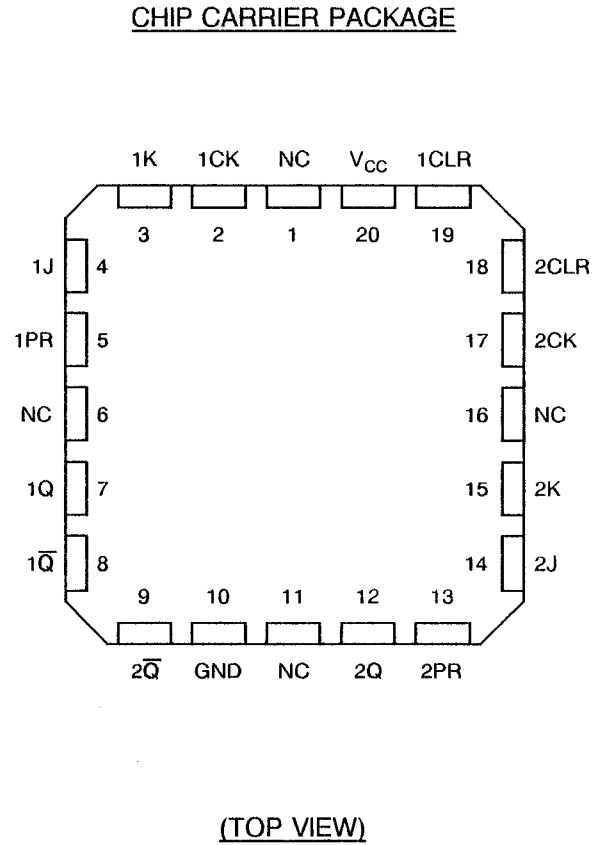 CHIP CARRIER PACKAGE
1K 1CK NC VCC 1CLR
3 2 1 20 19
1J 4 18 2CLR
1PR 5 17 2CK
NC 6 16 NC
1Q 7 15 2K
1Q̅ 8 14 2J
9 10 11 12 13
2Q̅ GND NC 2Q 2PR
(TOP VIEW)